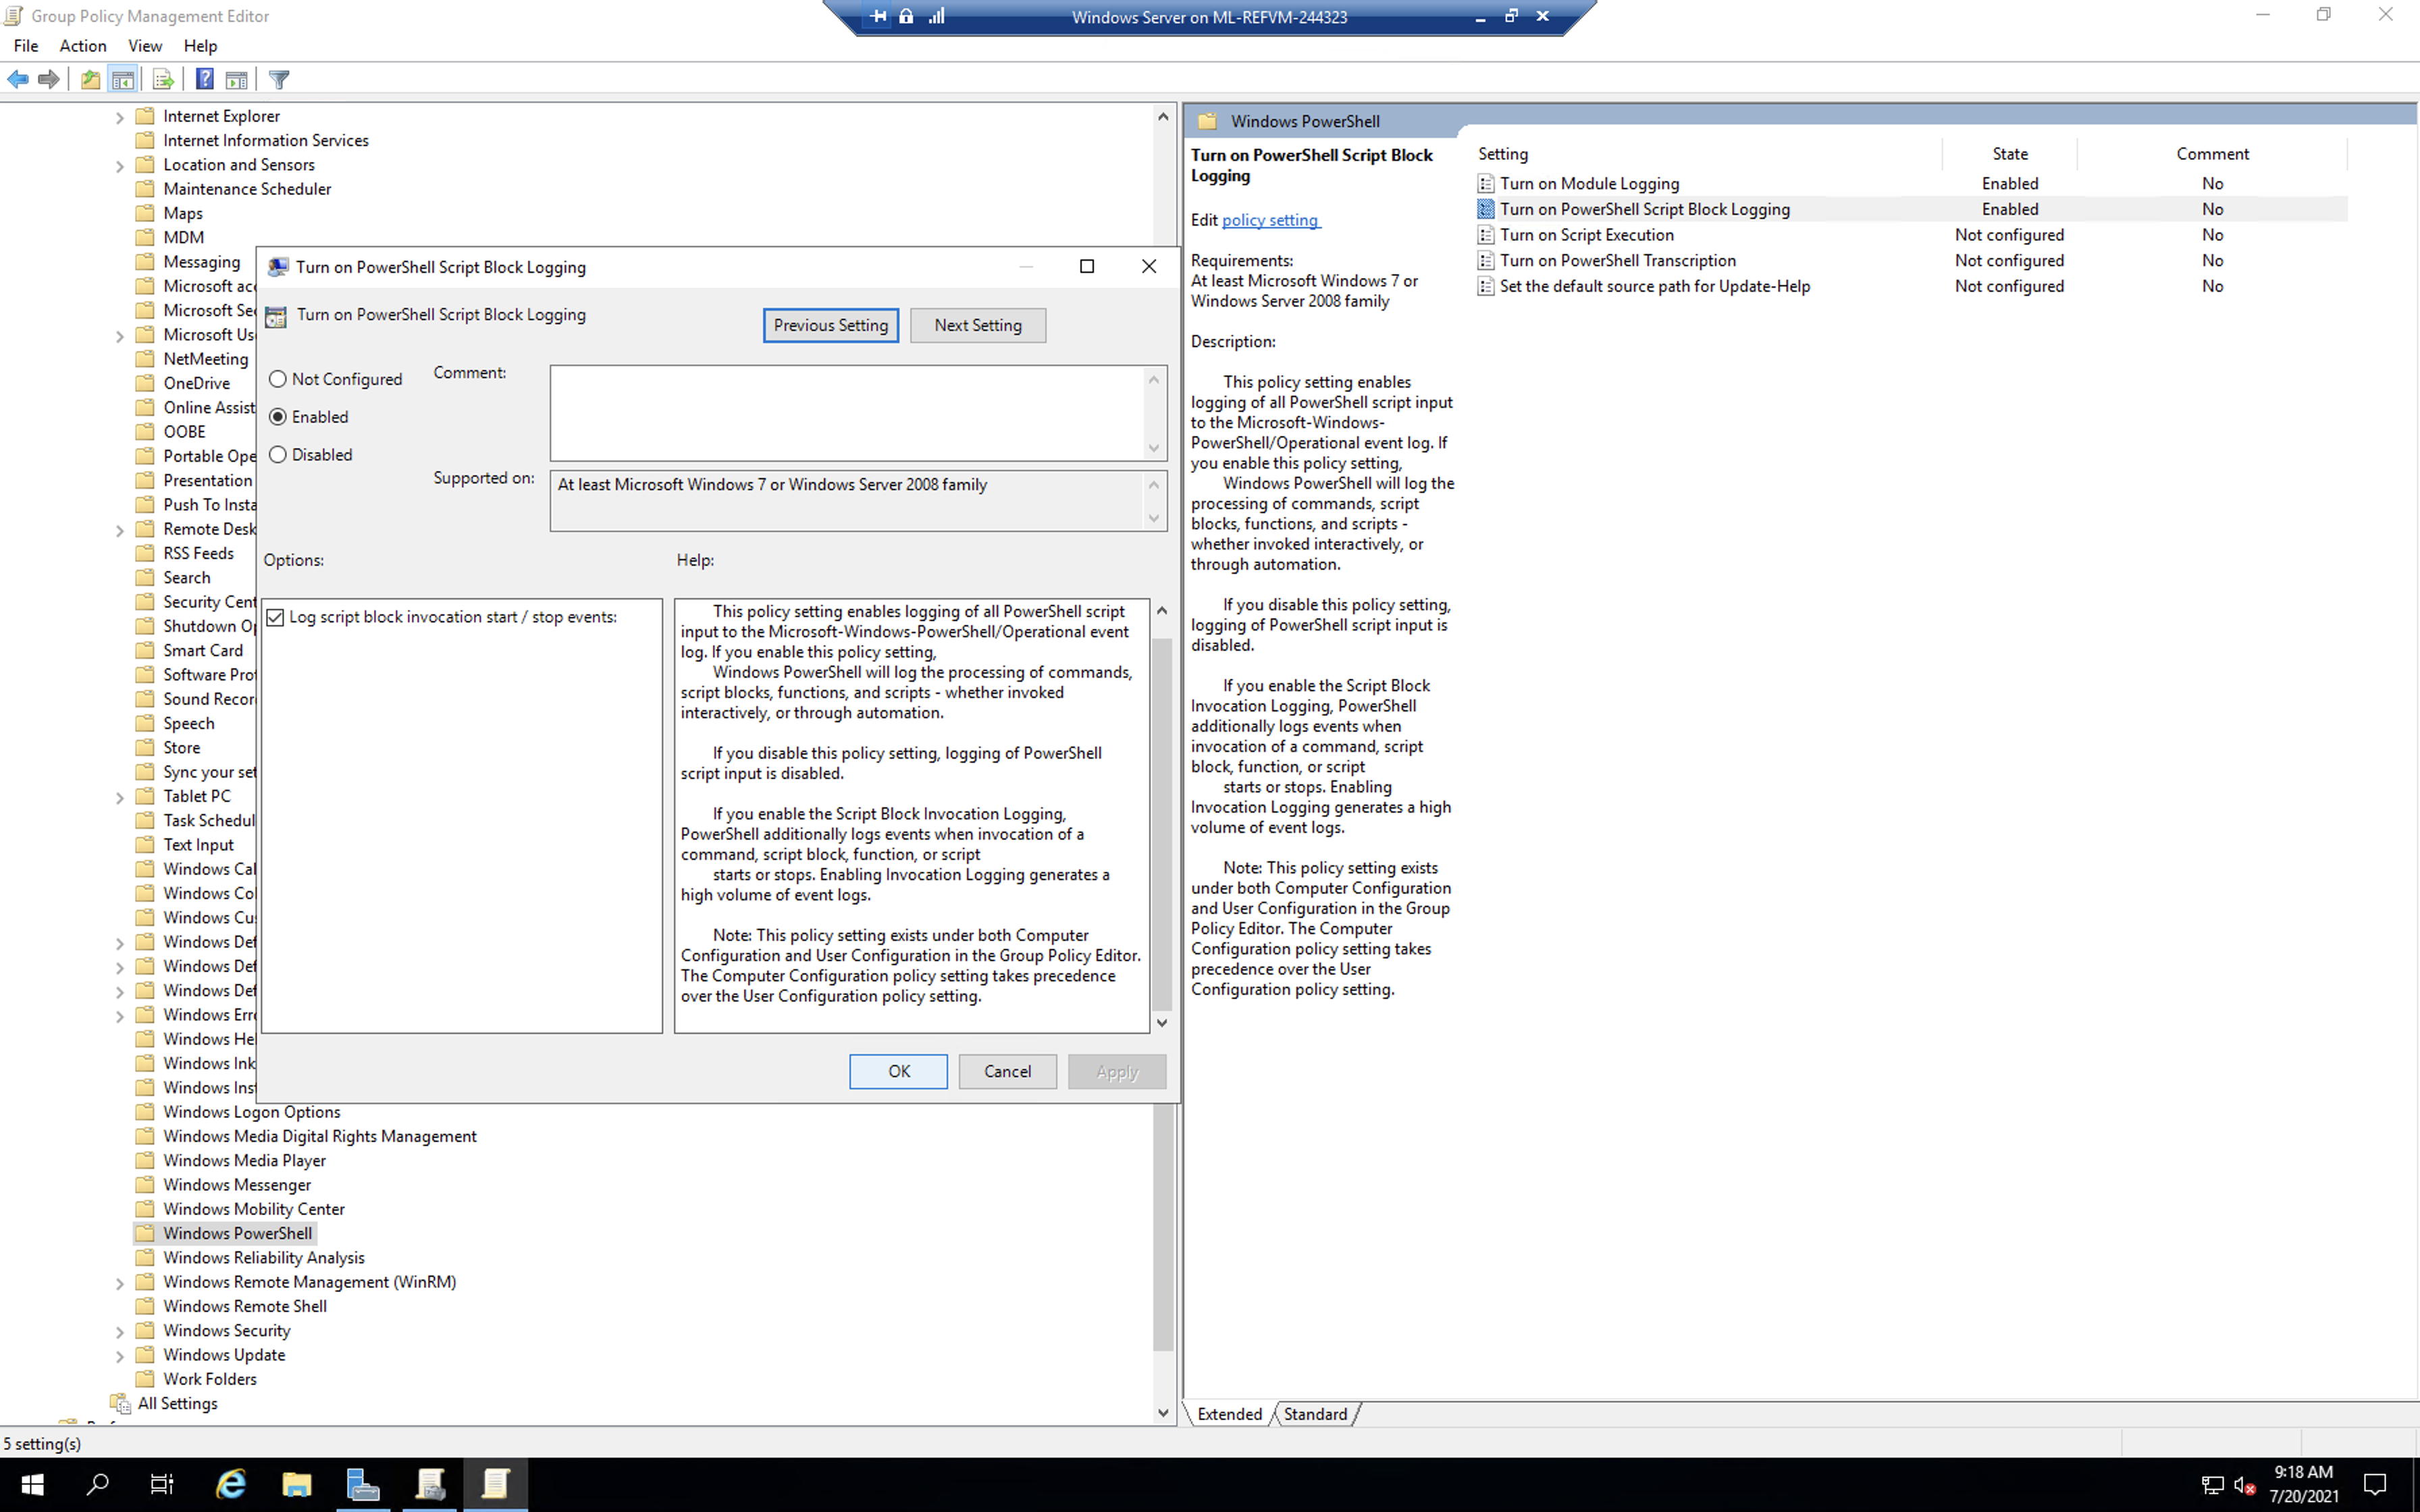 Group Policy Management Editor
Windows Server on ML-REFVM-244323
File Action View Help
Internet Explorer
Internet Information Services
Location and Sensors
Maintenance Scheduler
Maps
MDM
Messaging
Microsoft acc
Microsoft Sec
Microsoft Use
NetMeeting
OneDrive
Online Assist
OOBE
Portable Ope
Presentation
Push To Insta
Remote Desk
RSS Feeds
Search
Security Cent
Shutdown Op
Smart Card
Software Prot
Sound Recor
Speech
Store
Sync your set
Tablet PC
Task Schedul
Text Input
Windows Cal
Windows Col
Windows Cus
Windows Def
Windows Def
Windows Def
Windows Erro
Windows Hel
Windows Ink
Windows Inst
Windows Logon Options
Windows Media Digital Rights Management
Windows Media Player
Windows Messenger
Windows Mobility Center
Windows PowerShell
Windows Reliability Analysis
Windows Remote Management (WinRM)
Windows Remote Shell
Windows Security
Windows Update
Work Folders
All Settings
Turn on PowerShell Script Block Logging
Turn on PowerShell Script Block Logging
Previous Setting
Next Setting
Not Configured
Enabled
Disabled
Comment:
Supported on:
At least Microsoft Windows 7 or Windows Server 2008 family
Options:
Help:
Log script block invocation start / stop events:
This policy setting enables logging of all PowerShell script
input to the Microsoft-Windows-PowerShell/Operational event
log. If you enable this policy setting,
Windows PowerShell will log the processing of commands,
script blocks, functions, and scripts - whether invoked
interactively, or through automation.
If you disable this policy setting, logging of PowerShell
script input is disabled.
If you enable the Script Block Invocation Logging,
PowerShell additionally logs events when invocation of a
command, script block, function, or script
starts or stops. Enabling Invocation Logging generates a
high volume of event logs.
Note: This policy setting exists under both Computer
Configuration and User Configuration in the Group Policy Editor.
The Computer Configuration policy setting takes precedence
over the User Configuration policy setting.
OK
Cancel
Apply
Windows PowerShell
Turn on PowerShell Script Block
Logging
Edit policy setting
Requirements:
At least Microsoft Windows 7 or
Windows Server 2008 family
Description:
This policy setting enables
logging of all PowerShell script input
to the Microsoft-Windows-
PowerShell/Operational event log. If
you enable this policy setting,
Windows PowerShell will log the
processing of commands, script
blocks, functions, and scripts -
whether invoked interactively, or
through automation.
If you disable this policy setting,
logging of PowerShell script input is
disabled.
If you enable the Script Block
Invocation Logging, PowerShell
additionally logs events when
invocation of a command, script
block, function, or script
starts or stops. Enabling
Invocation Logging generates a high
volume of event logs.
Note: This policy setting exists
under both Computer Configuration
and User Configuration in the Group
Policy Editor. The Computer
Configuration policy setting takes
precedence over the User
Configuration policy setting.
Setting State Comment
Turn on Module Logging Enabled No
Turn on PowerShell Script Block Logging Enabled No
Turn on Script Execution Not configured No
Turn on PowerShell Transcription Not configured No
Set the default source path for Update-Help Not configured No
Extended Standard
5 setting(s)
9:18 AM
7/20/2021